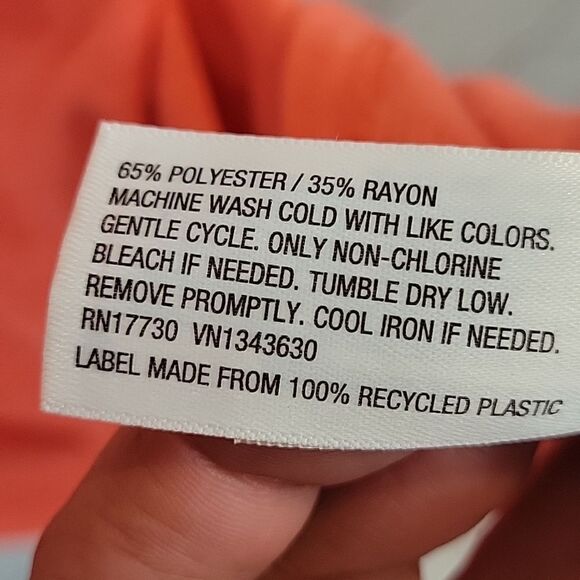 65% POLYESTER / 35% RAYON
MACHINE WASH COLD WITH LIKE COLORS.
GENTLE CYCLE. ONLY NON-CHLORINE
BLEACH IF NEEDED. TUMBLE DRY LOW.
REMOVE PROMPTLY. COOL IRON IF NEEDED.
RN17730 VN1343630
LABEL MADE FROM 100% RECYCLED PLASTIC